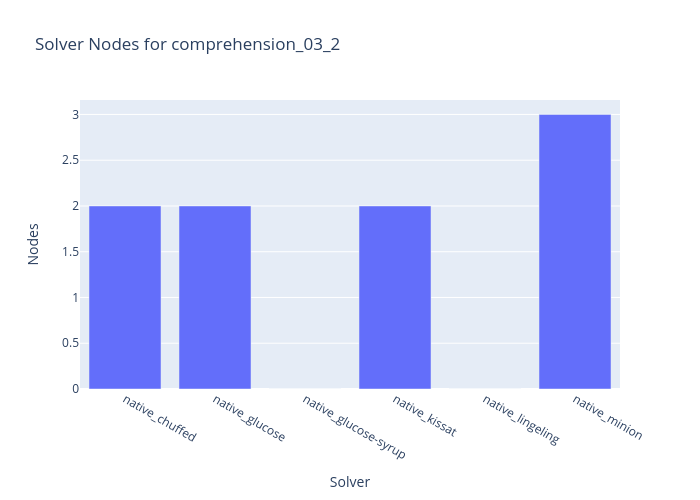 Solver Nodes for comprehension_03_2
3
2.5
2
1.5
1
0.5
0
Nodes
native_chuffed
native_glucose
native_glucose-syrup
native_kissat
native_lingeling
native_minion
Solver